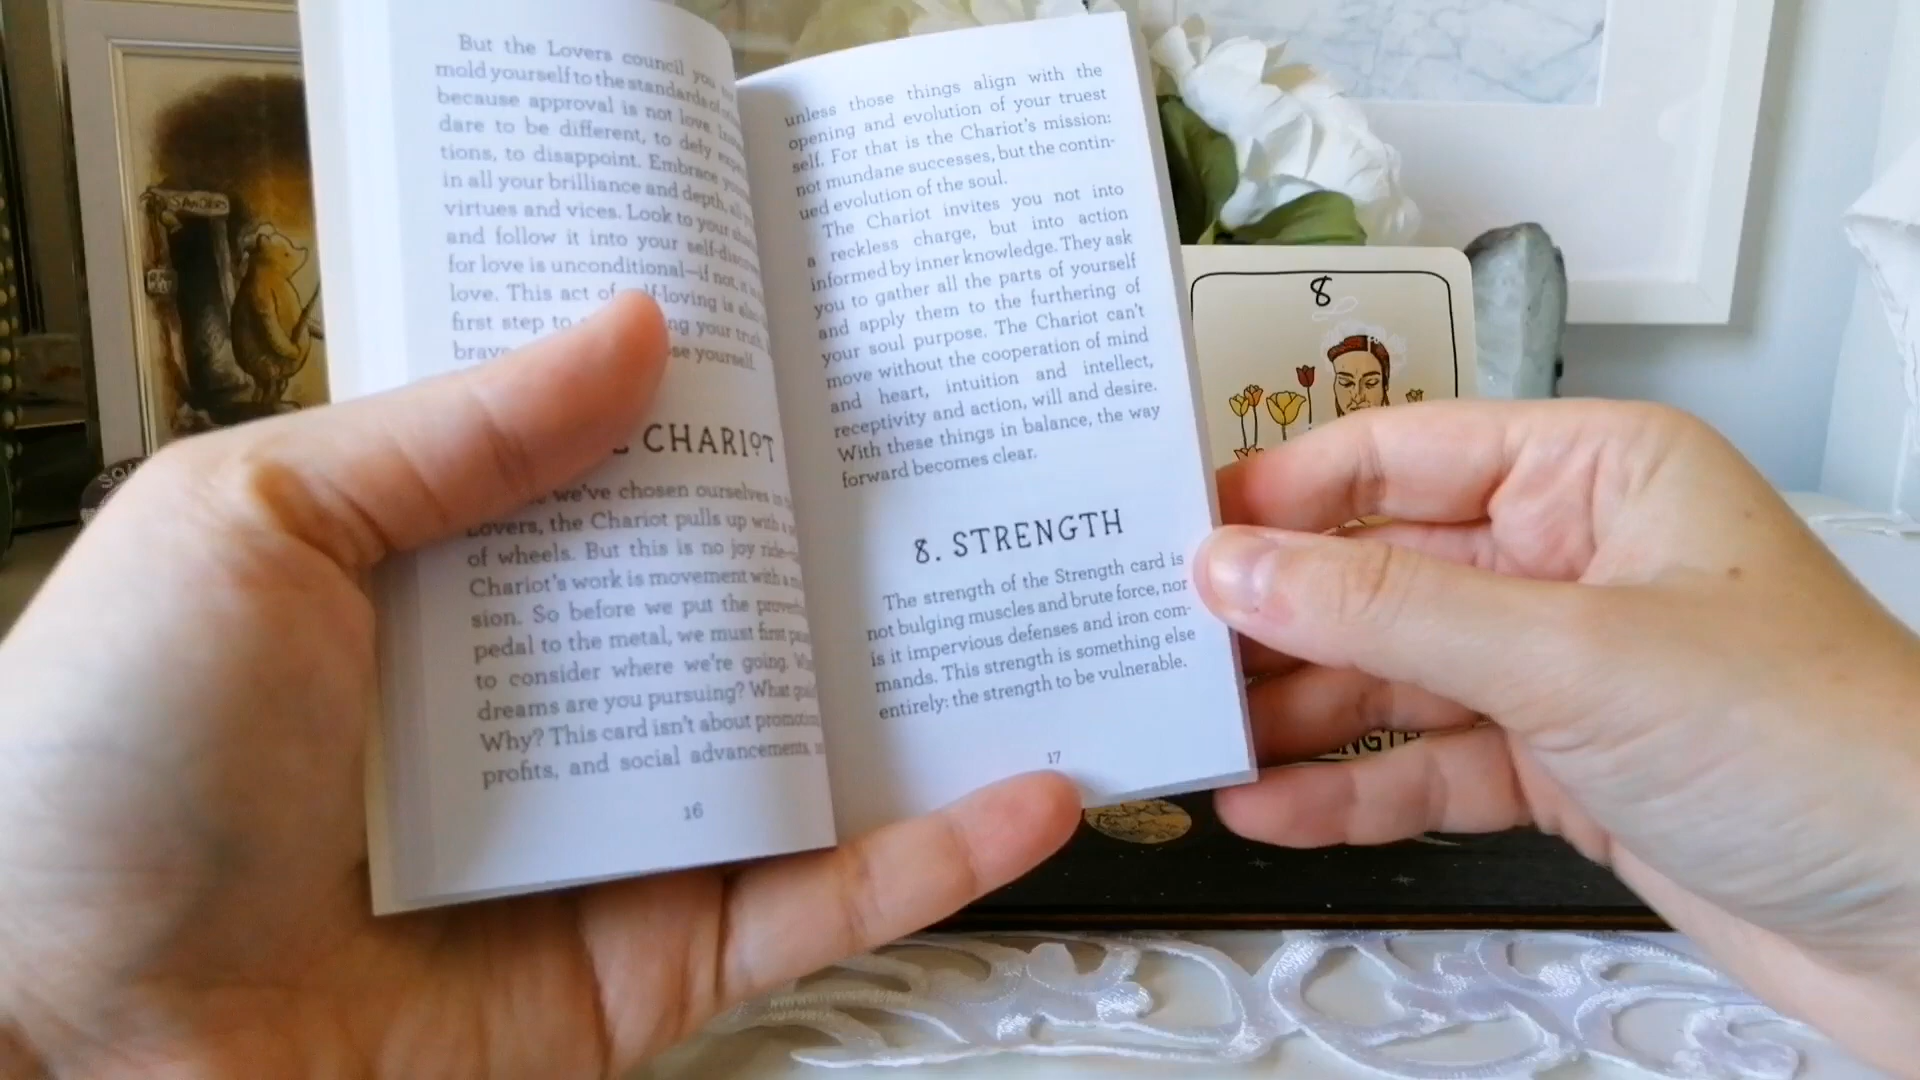 But the Lovers council you
mold yourself to the standards of
because approval is not love.
dare to be different, to defy
tions, to disappoint. Embrace
in all your brilliance and depth,
virtues and vices. Look to your
and follow it into your
for love is unconditional—if not,
love. This act of -loving is
first step to ng your truth,
yourself.
CHARIOT
we've chosen ourselves in
Lovers, the Chariot pulls up with
of wheels. But this is no joy
Chariot's work is movement with a
sion. So before we put the
pedal to the metal, we must first
to consider where we're going.
dreams are you pursuing? What
Why? This card isn't about
profits, and social advancements,
16
unless those things align with the
opening and evolution of your truest
self. For that is the Chariot's mission:
not mundane successes, but the contin-
ued evolution of the soul.
The Chariot invites you not into
a reckless charge, but into action
informed by inner knowledge. They ask
you to gather all the parts of yourself
and apply them to the furthering of
your soul purpose. The Chariot can't
move without the cooperation of mind
and heart, intuition and intellect,
receptivity and action, will and desire.
With these things in balance, the way
forward becomes clear.
8. STRENGTH
The strength of the Strength card is
not bulging muscles and brute force, nor
is it impervious defenses and iron com-
mands. This strength is something else
entirely: the strength to be vulnerable.
17
8
NGTH
SANDERS